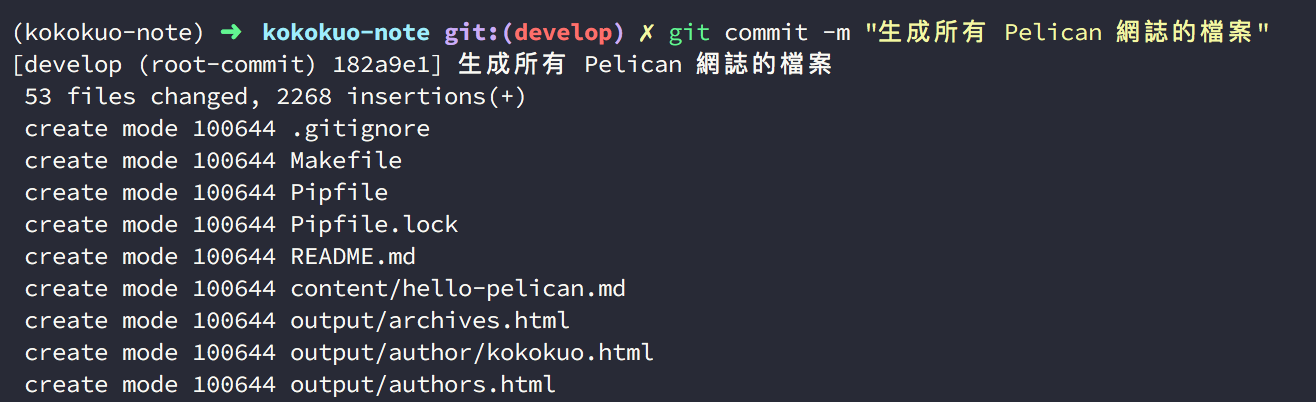 (kokokuo-note) ➜ kokokuo-note git:(develop) ✗ git commit -m "生成所有 Pelican 網誌的檔案"
[develop (root-commit) 182a9e1] 生成所有 Pelican 網誌的檔案
53 files changed, 2268 insertions(+)
create mode 100644 .gitignore
create mode 100644 Makefile
create mode 100644 Pipfile
create mode 100644 Pipfile.lock
create mode 100644 README.md
create mode 100644 content/hello-pelican.md
create mode 100644 output/archives.html
create mode 100644 output/author/kokokuo.html
create mode 100644 output/authors.html